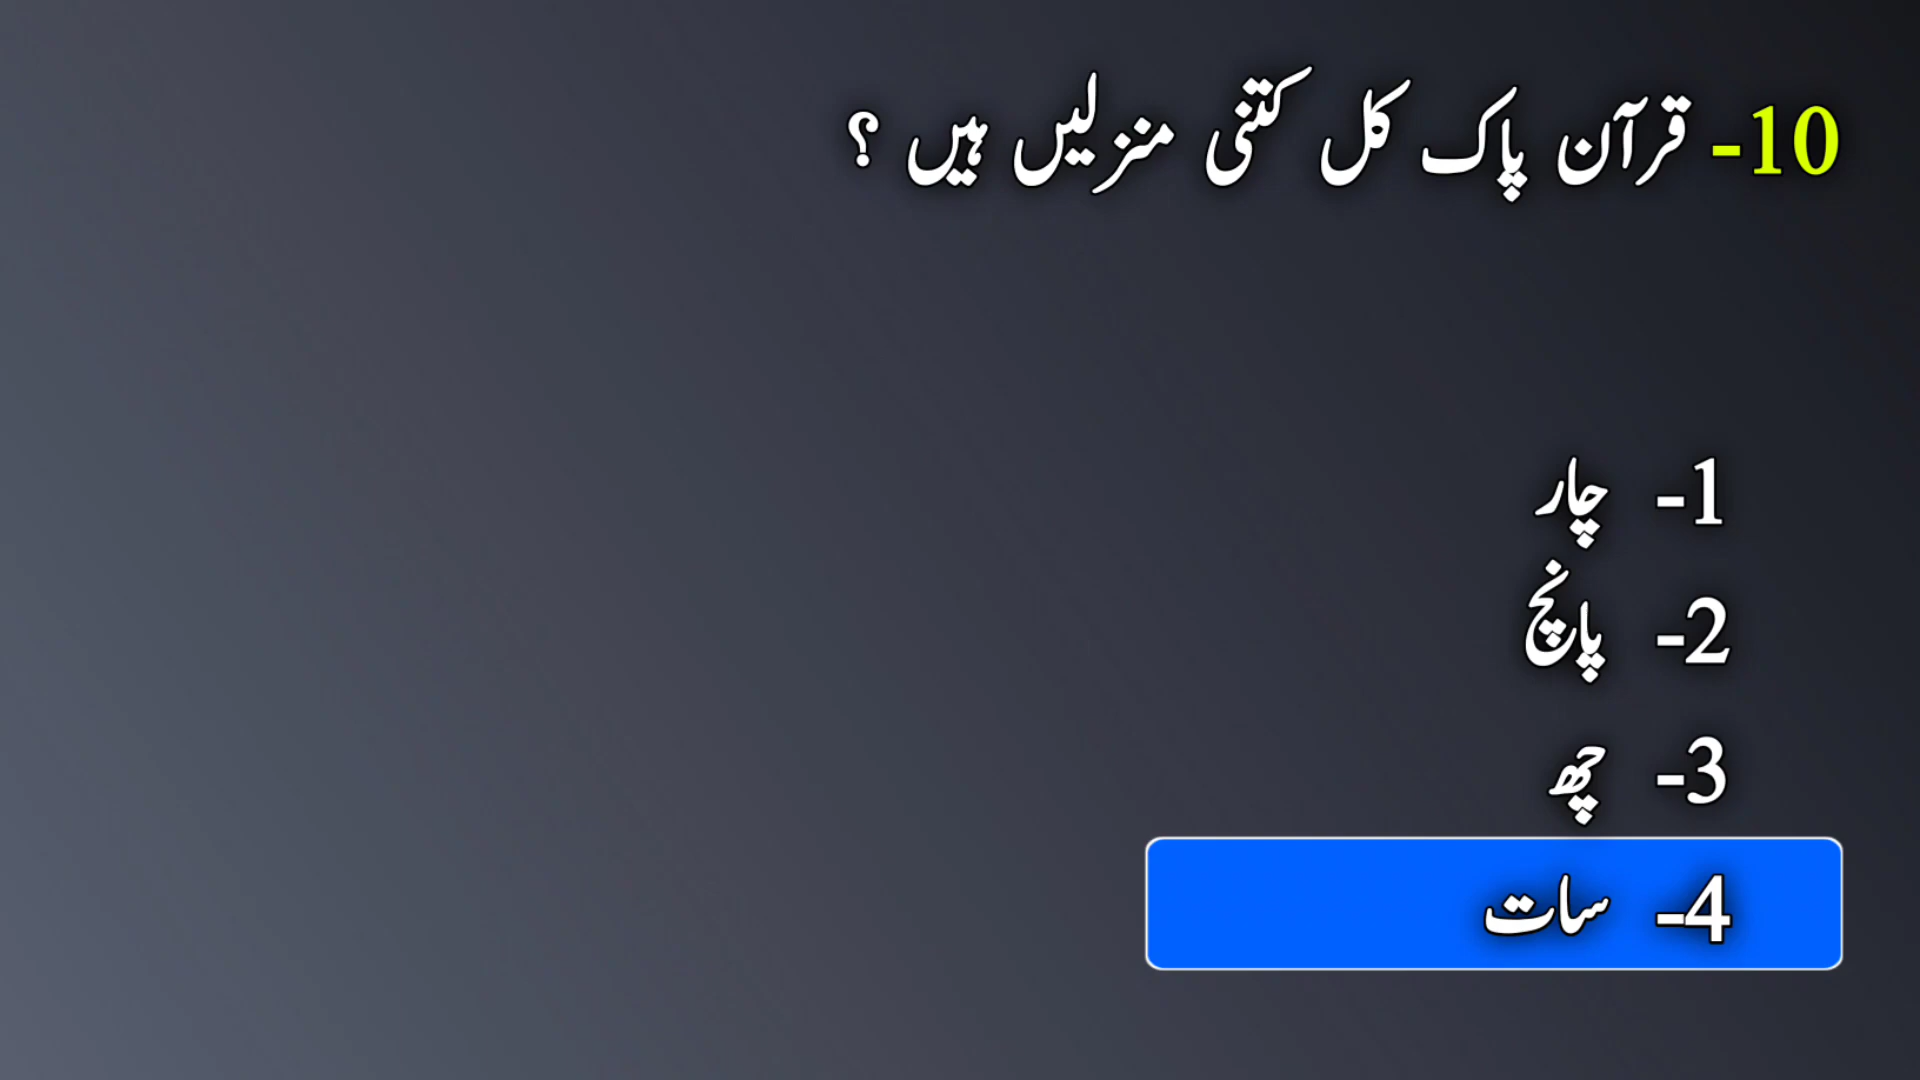 10- قرآن پاک کل کتنی منزلیں ہیں ؟
1- چار
2- پانچ
3- چھ
4- سات